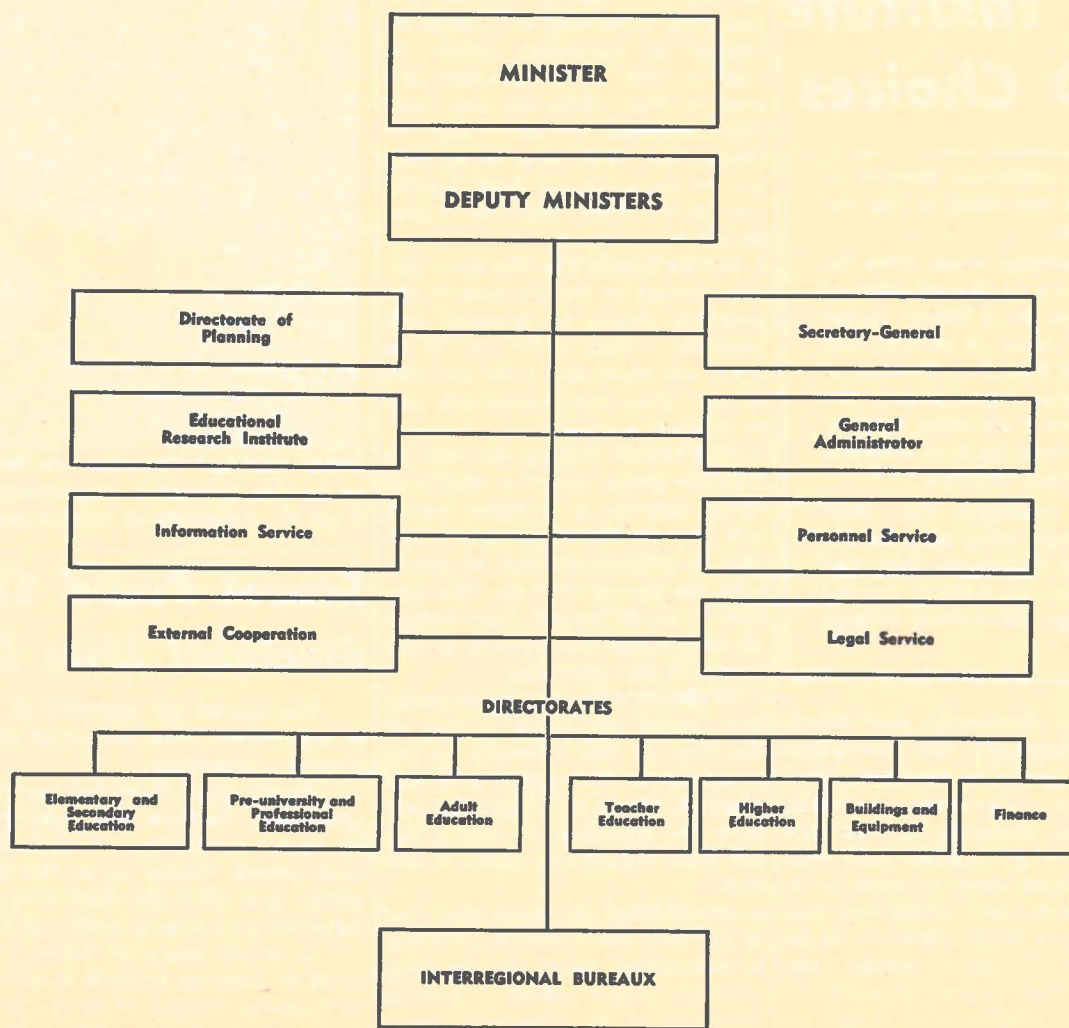 MINISTER
DEPUTY MINISTERS
Directorate of
Planning
Secretary-General
Educational
Research Institute
General
Administrator
Information Service
Personnel Service
External Cooperation
Legal Service
DIRECTORATES
Elementary and
Secondary
Education
Pre-university and
Professional
Education
Adult
Education
Teacher
Education
Higher
Education
Buildings and
Equipment
Finance
INTERREGIONAL BUREAUX